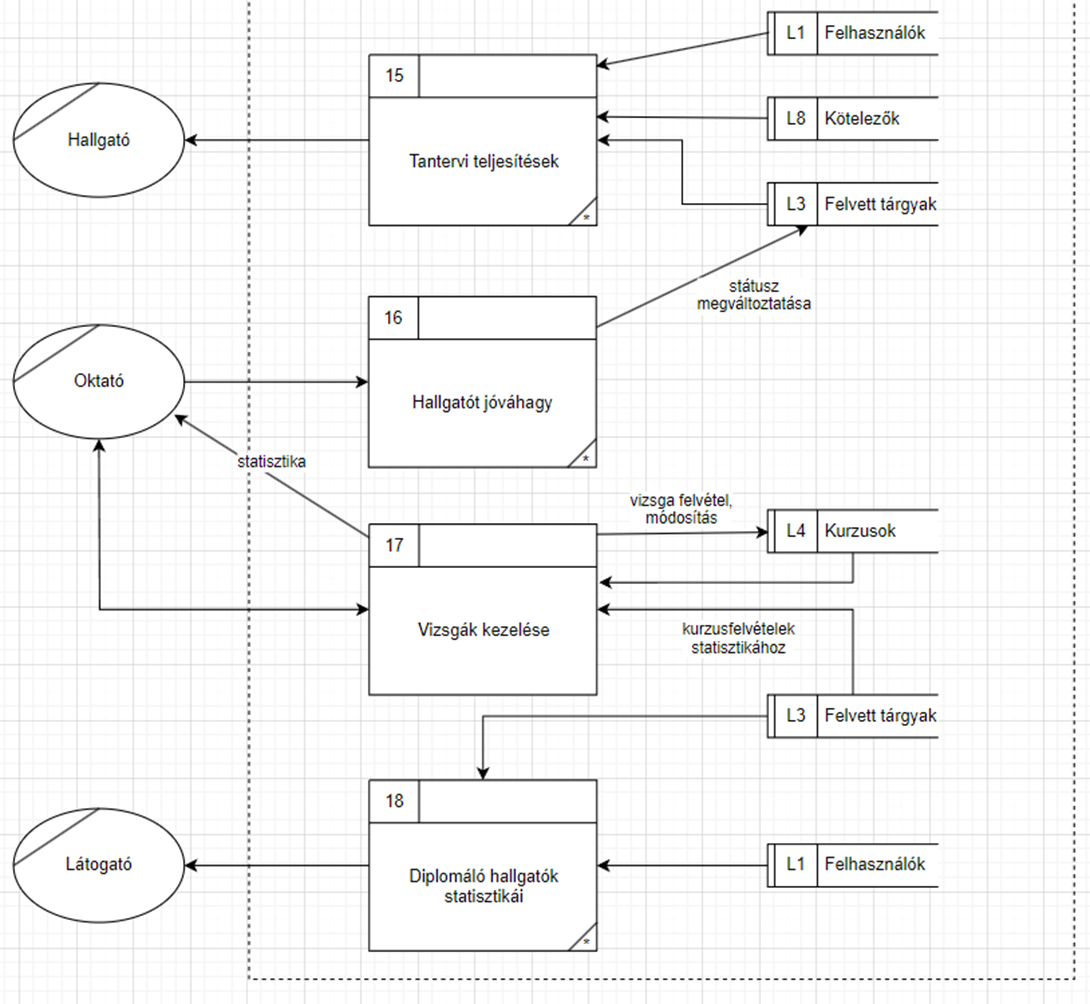 L1 Felhasználók
15
L8 Kötelezők
Hallgató
Tantervi teljesítések
L3 Felvett tárgyak
*
státusz
megváltoztatása
16
Oktató
Hallgatót jóváhagy
*
statisztika
vizsga felvétel,
módosítás
17
L4 Kurzusok
Vizsgák kezelése
kurzusfelvételek
statisztikához
L3 Felvett tárgyak
18
Látogató
L1 Felhasználók
Diplomáló hallgatók
statisztikái
*